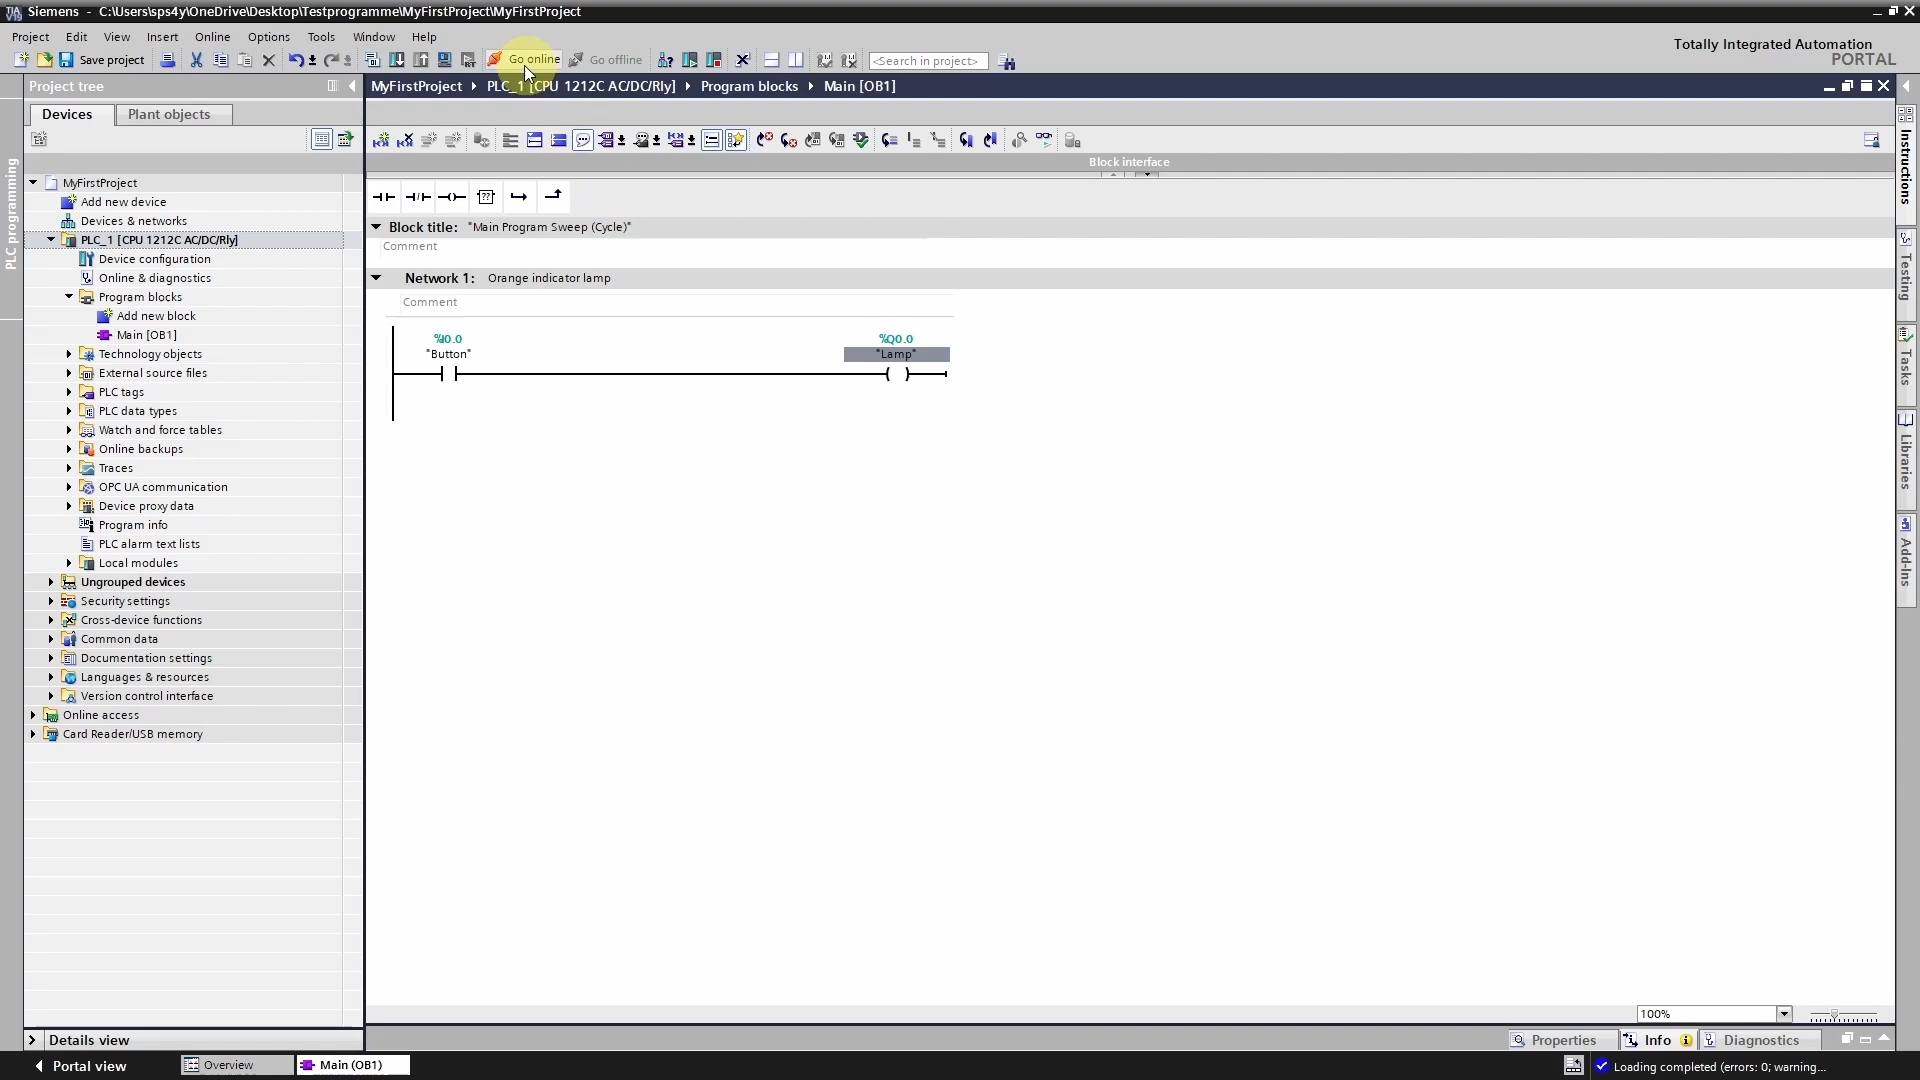 Siemens - C:\Users\sps4y\OneDrive\Desktop\Testprogramme\MyFirstProject\MyFirstProject
Project Edit View Insert Online Options Tools Window Help
Totally Integrated Automation
PORTAL
Save project
Go online
Go offline
<Search in project>
Project tree
MyFirstProject PLC_1 [CPU 1212C AC/DC/Rly] Program blocks Main [OB1]
Devices
Plant objects
Block interface
PLC programming
MyFirstProject
Add new device
Devices & networks
PLC_1 [CPU 1212C AC/DC/Rly]
Device configuration
Online & diagnostics
Program blocks
Add new block
Main [OB1]
Technology objects
External source files
PLC tags
PLC data types
Watch and force tables
Online backups
Traces
OPC UA communication
Device proxy data
Program info
PLC alarm text lists
Local modules
Ungrouped devices
Security settings
Cross-device functions
Common data
Documentation settings
Languages & resources
Version control interface
Online access
Card Reader/USB memory
??
Block title: "Main Program Sweep (Cycle)"
Comment
Network 1: Orange indicator lamp
Comment
%I0.0
"Button"
%Q0.0
"Lamp"
Instructions
Testing
Tasks
Libraries
Add-Ins
100%
Properties
Info
Diagnostics
Details view
Portal view
Overview
Main (OB1)
Loading completed (errors: 0; warning...